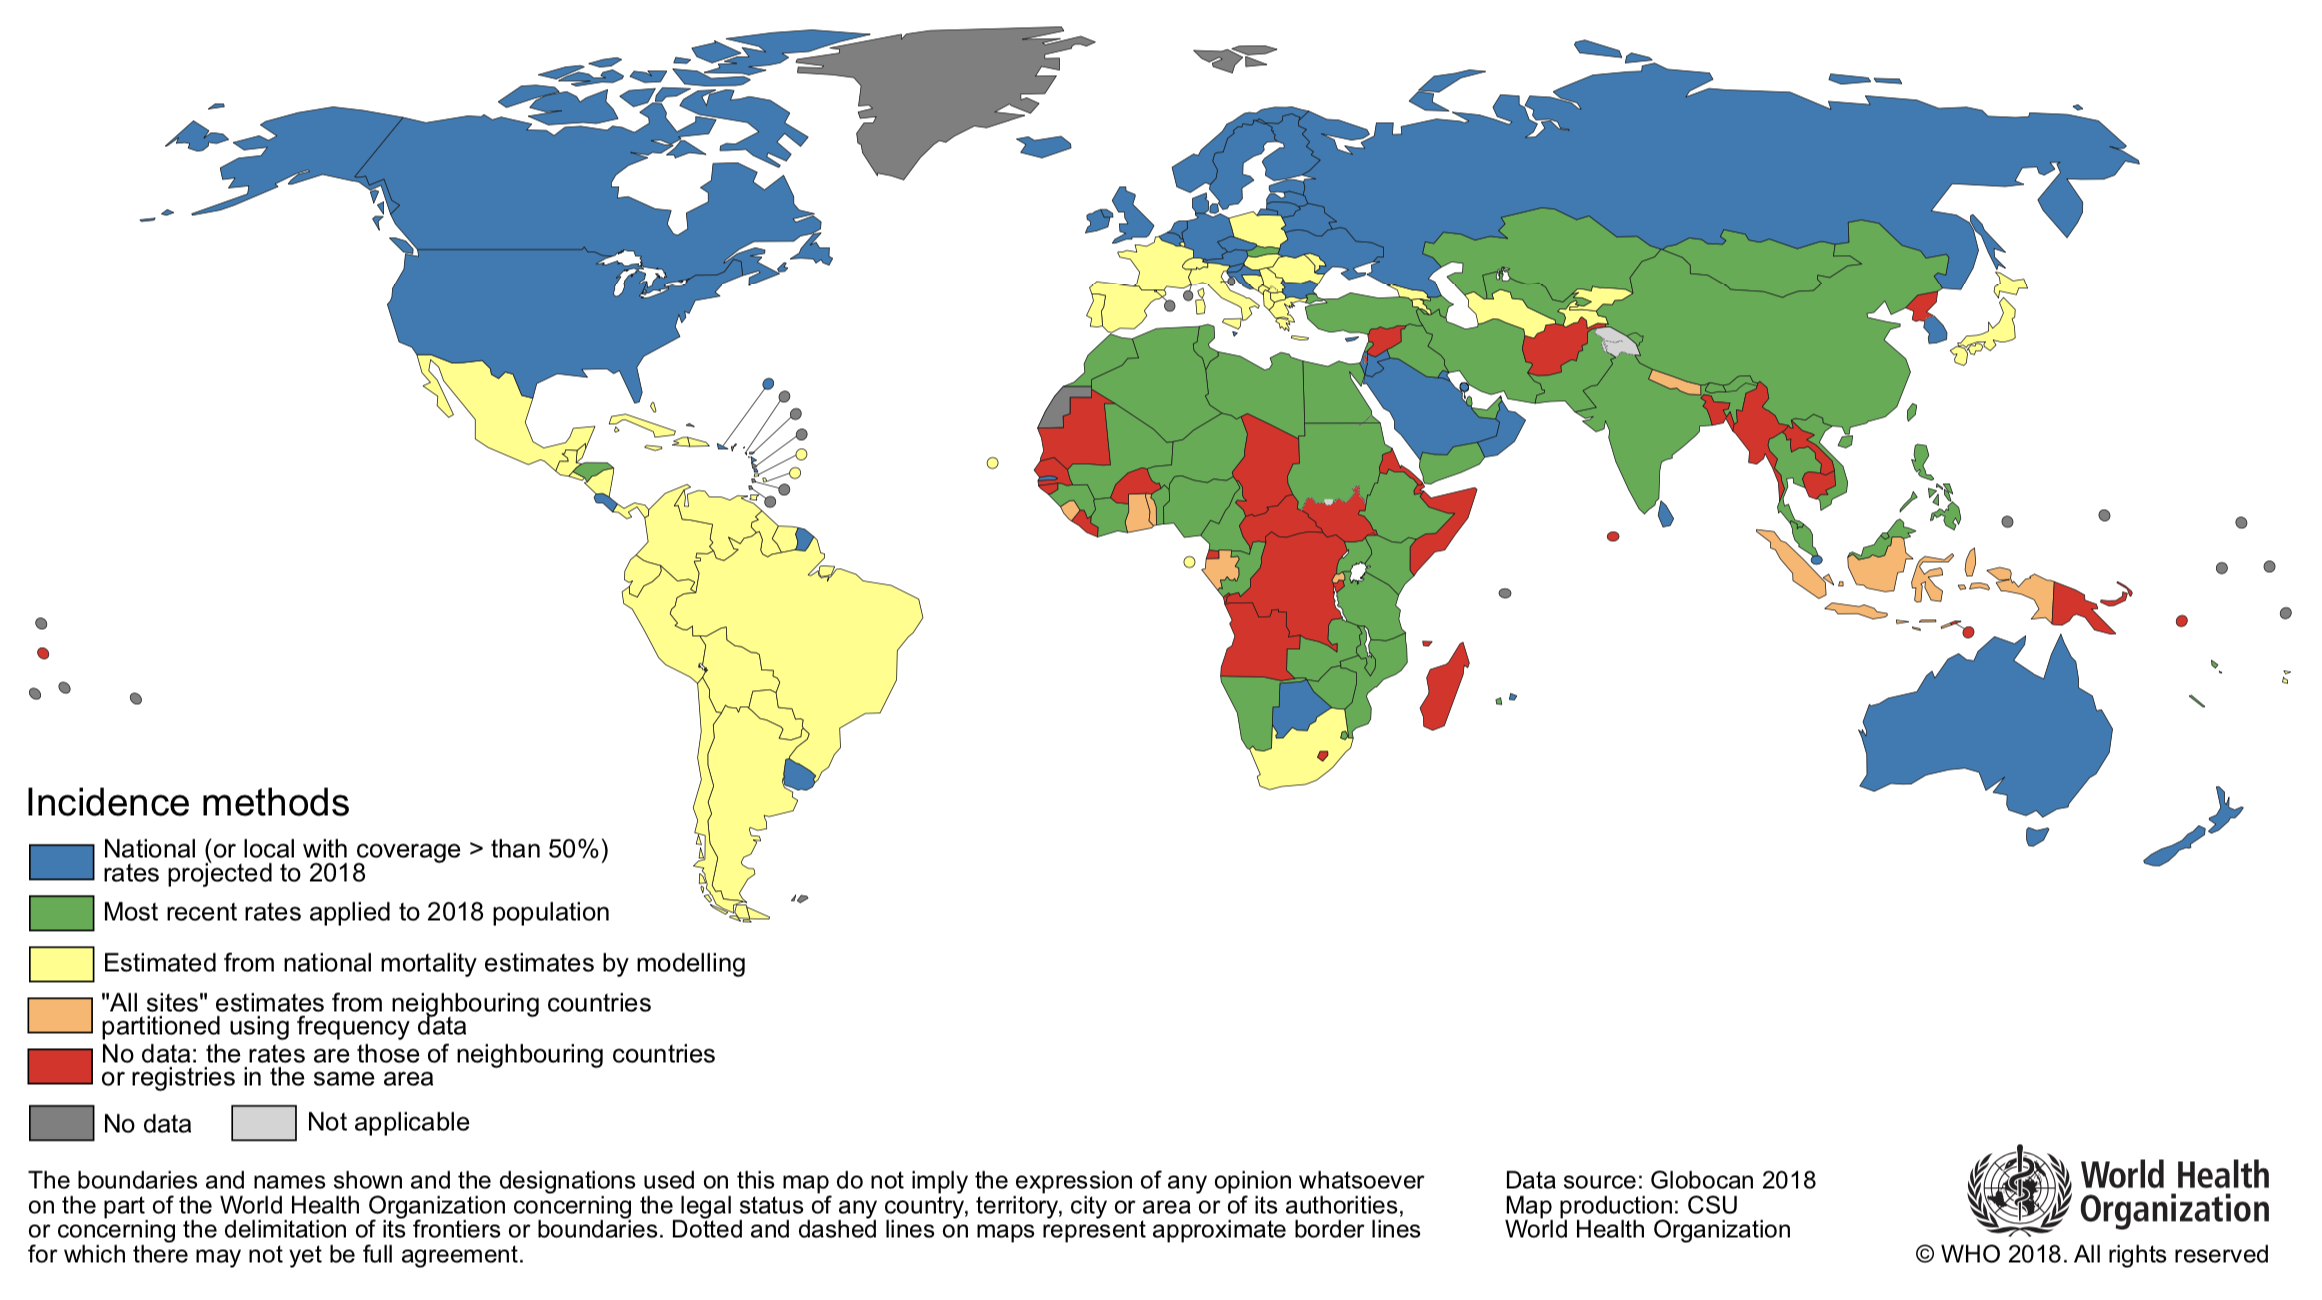 Incidence methods
National (or local with coverage > than 50%)
rates projected to 2018
Most recent rates applied to 2018 population
Estimated from national mortality estimates by modelling
"All sites" estimates from neighbouring countries
partitioned using frequency data
No data: the rates are those of neighbouring countries
or registries in the same area
No data
Not applicable
The boundaries and names shown and the designations used on this map do not imply the expression of any opinion whatsoever
on the part of the World Health Organization concerning the legal status of any country, territory, city or area or of its authorities,
or concerning the delimitation of its frontiers or boundaries. Dotted and dashed lines on maps represent approximate border lines
for which there may not yet be full agreement.
Data source: Globocan 2018
Map production: CSU
World Health Organization
World Health
Organization
© WHO 2018. All rights reserved